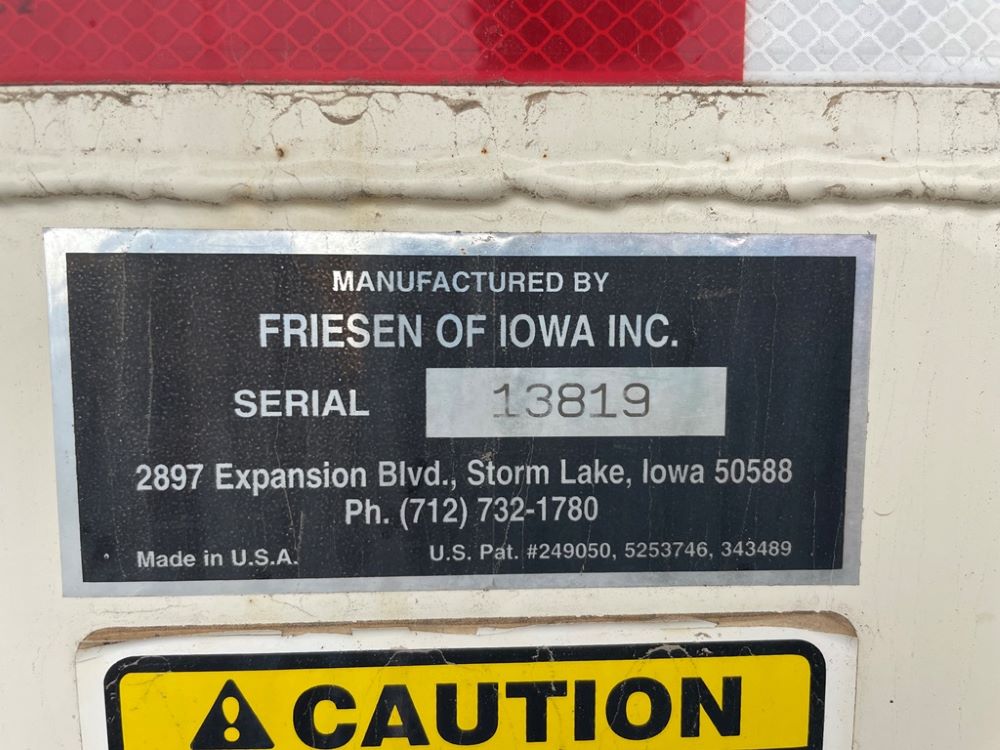 MANUFACTURED BY
FRIESEN OF IOWA INC.
SERIAL 13819
2897 Expansion Blvd., Storm Lake, Iowa 50588
Ph. (712) 732-1780
Made in U.S.A. U.S. Pat. #249050, 5253746, 343489
CAUTION